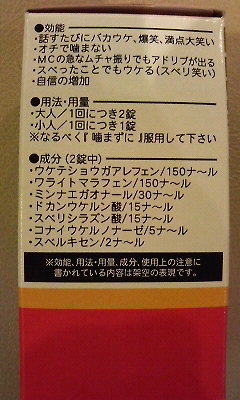 ●効能
・話すたびにバカウケ、爆笑、満点大笑い
・オチで噛まない
・MCの急なムチャ振りでもアドリブが出る
・スベったことでもウケる(スベリ笑い)
・自信の増加
●用法・用量
・大人/1回につき2錠
・小人/1回につき1錠
※なるべく『噛まずに』服用して下さい
●成分(2錠中)
・ウケテショウガアレフェン/150ナ~ル
・ワライトマラフェン/150ナ~ル
・ミンナエガオナール/30ナ~ル
・ドカンウケルン酸/15ナ~ル
・スベリシラズン酸/15ナ~ル
・コナイウケルノナーゼ/5ナ~ル
・スベルキセン/2ナ~ル
※効能、用法・用量、成分、使用上の注意に
書かれている内容は架空の表現です。